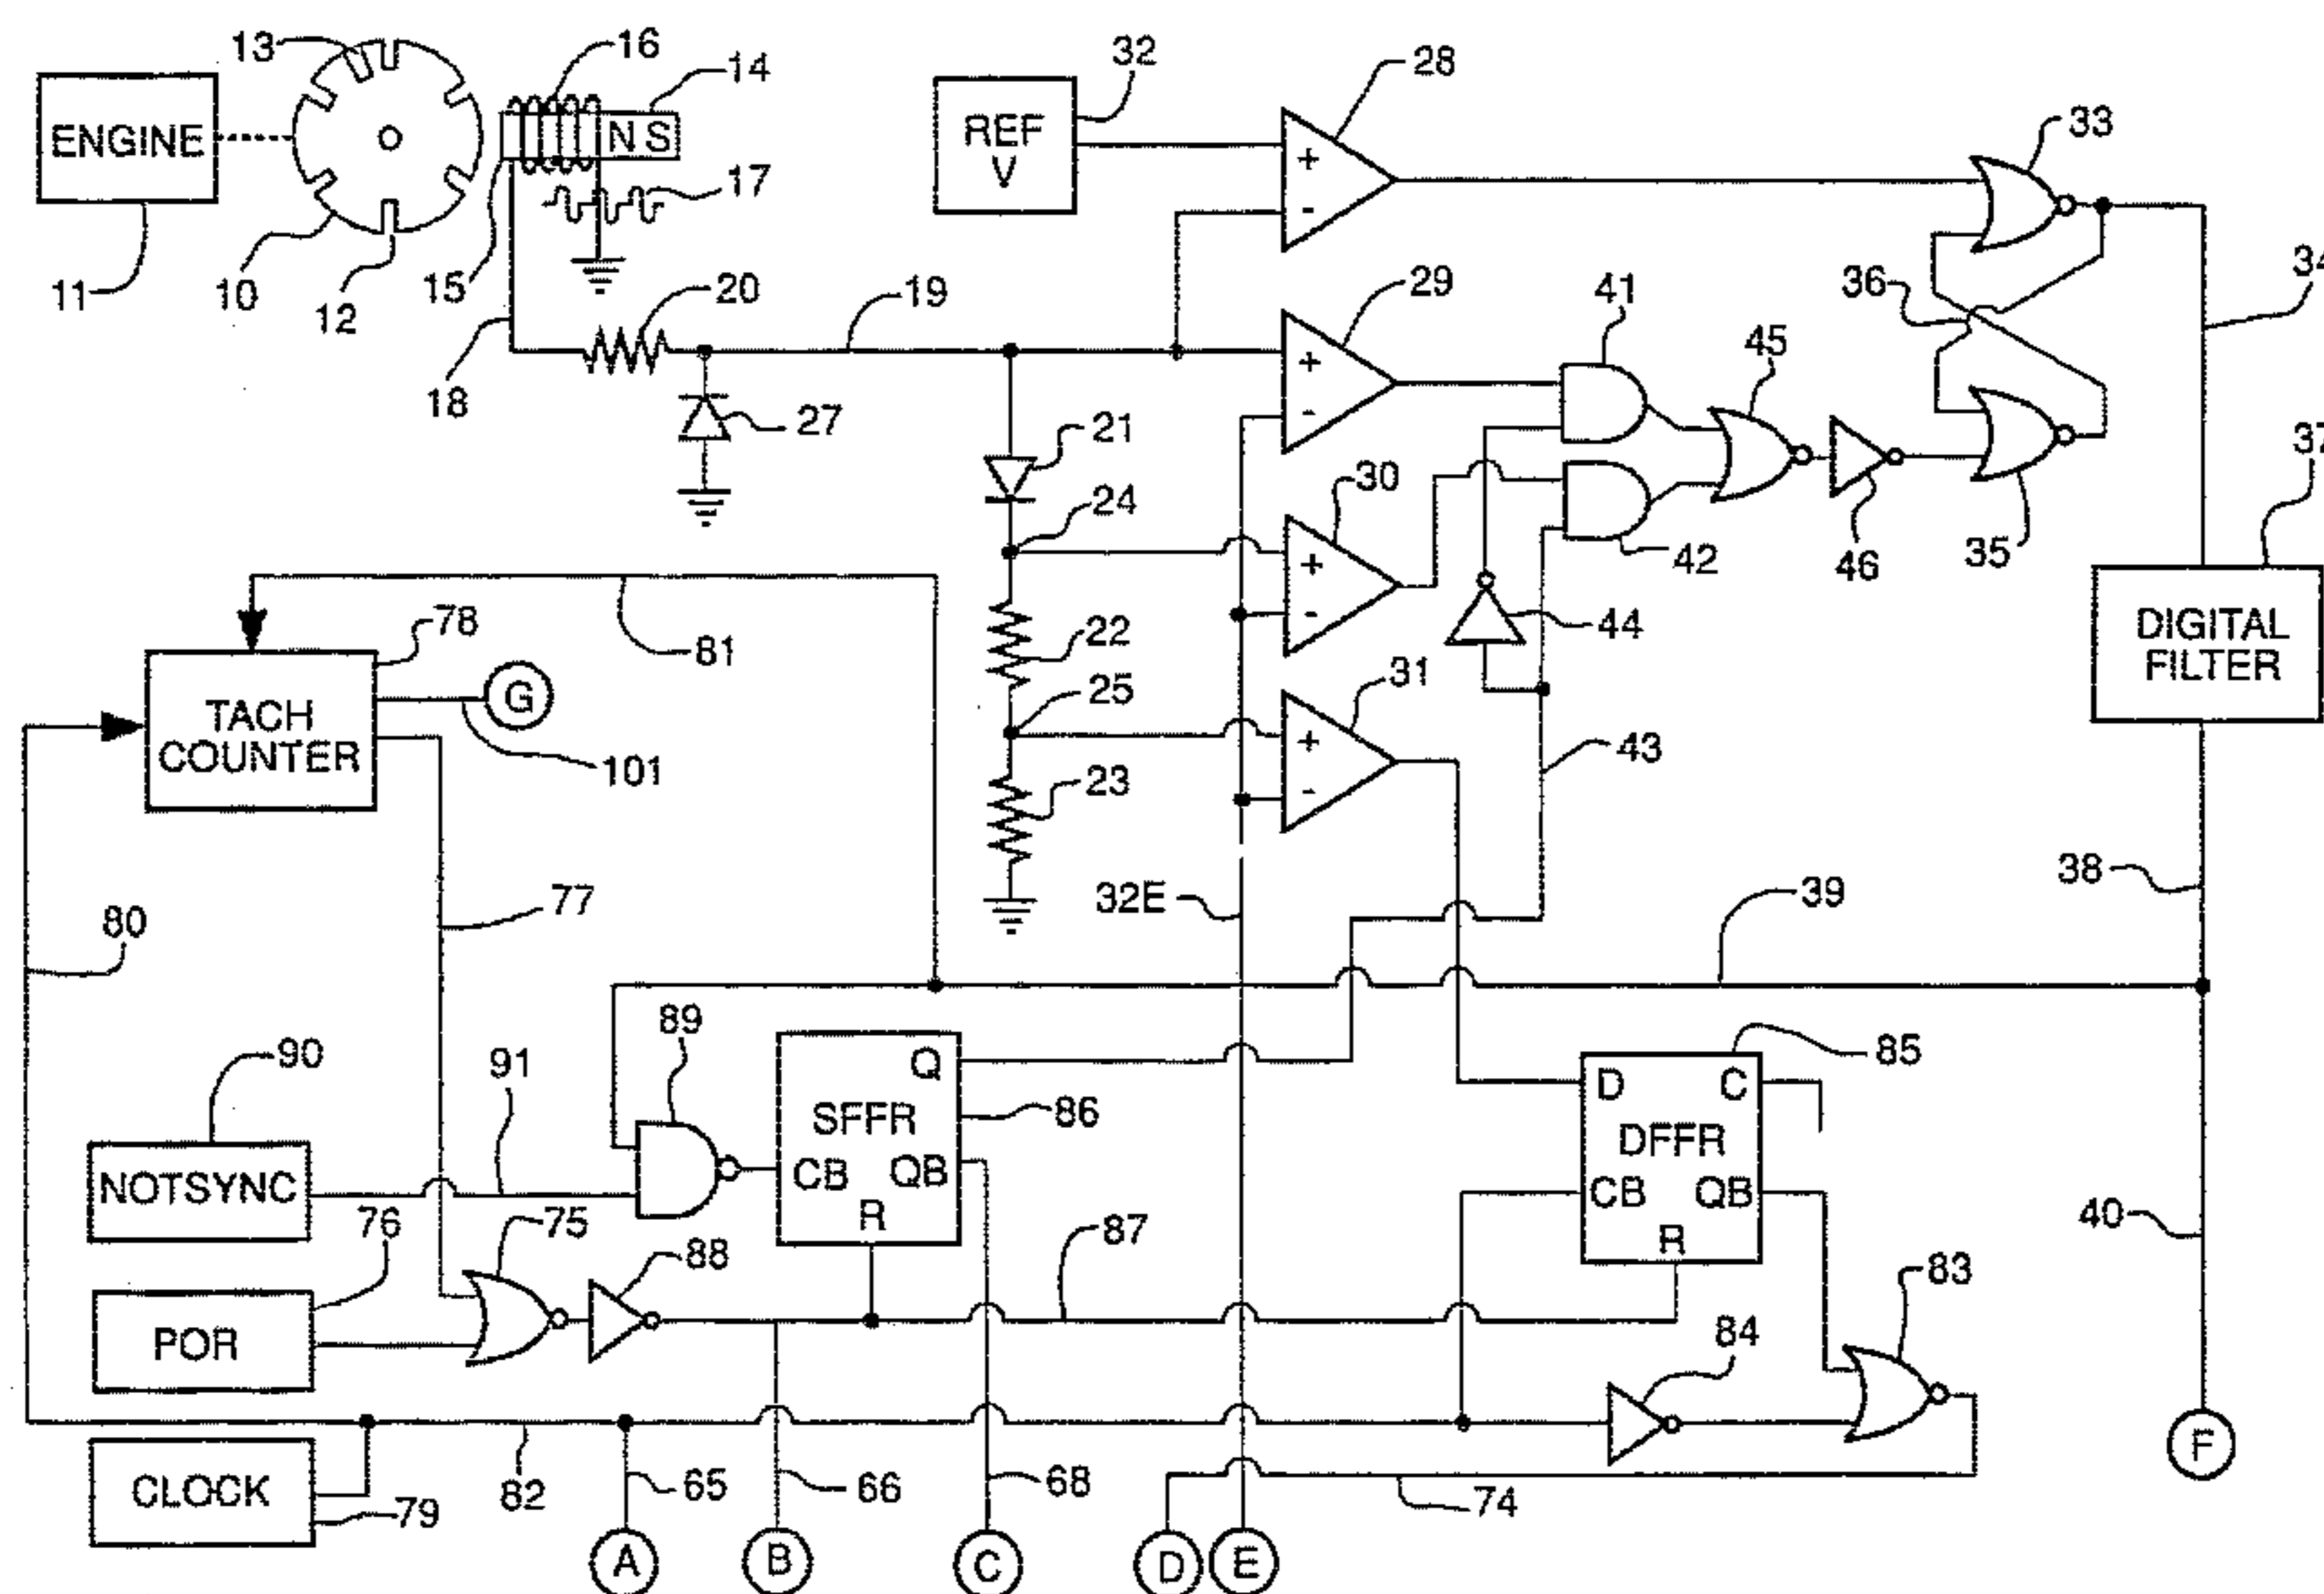 13
16
14
32
28
33
ENGINE
N S
REF
V
+
-
17
11
10
12
15
20
19
29
41
36
34
45
18
27
21
+
-
30
24
42
46
35
37
+
-
44
78
81
22
DIGITAL
FILTER
TACH
COUNTER
G
25
31
101
+
-
43
23
38
32E
39
80
77
90
91
89
Q
86
85
SFFR
D
C
DFFR
NOTSYNC
CB
QB
CB
QB
40
76
75
88
R
87
R
83
POR
84
F
CLOCK
79
82
65
66
68
74
A
B
C
D
E